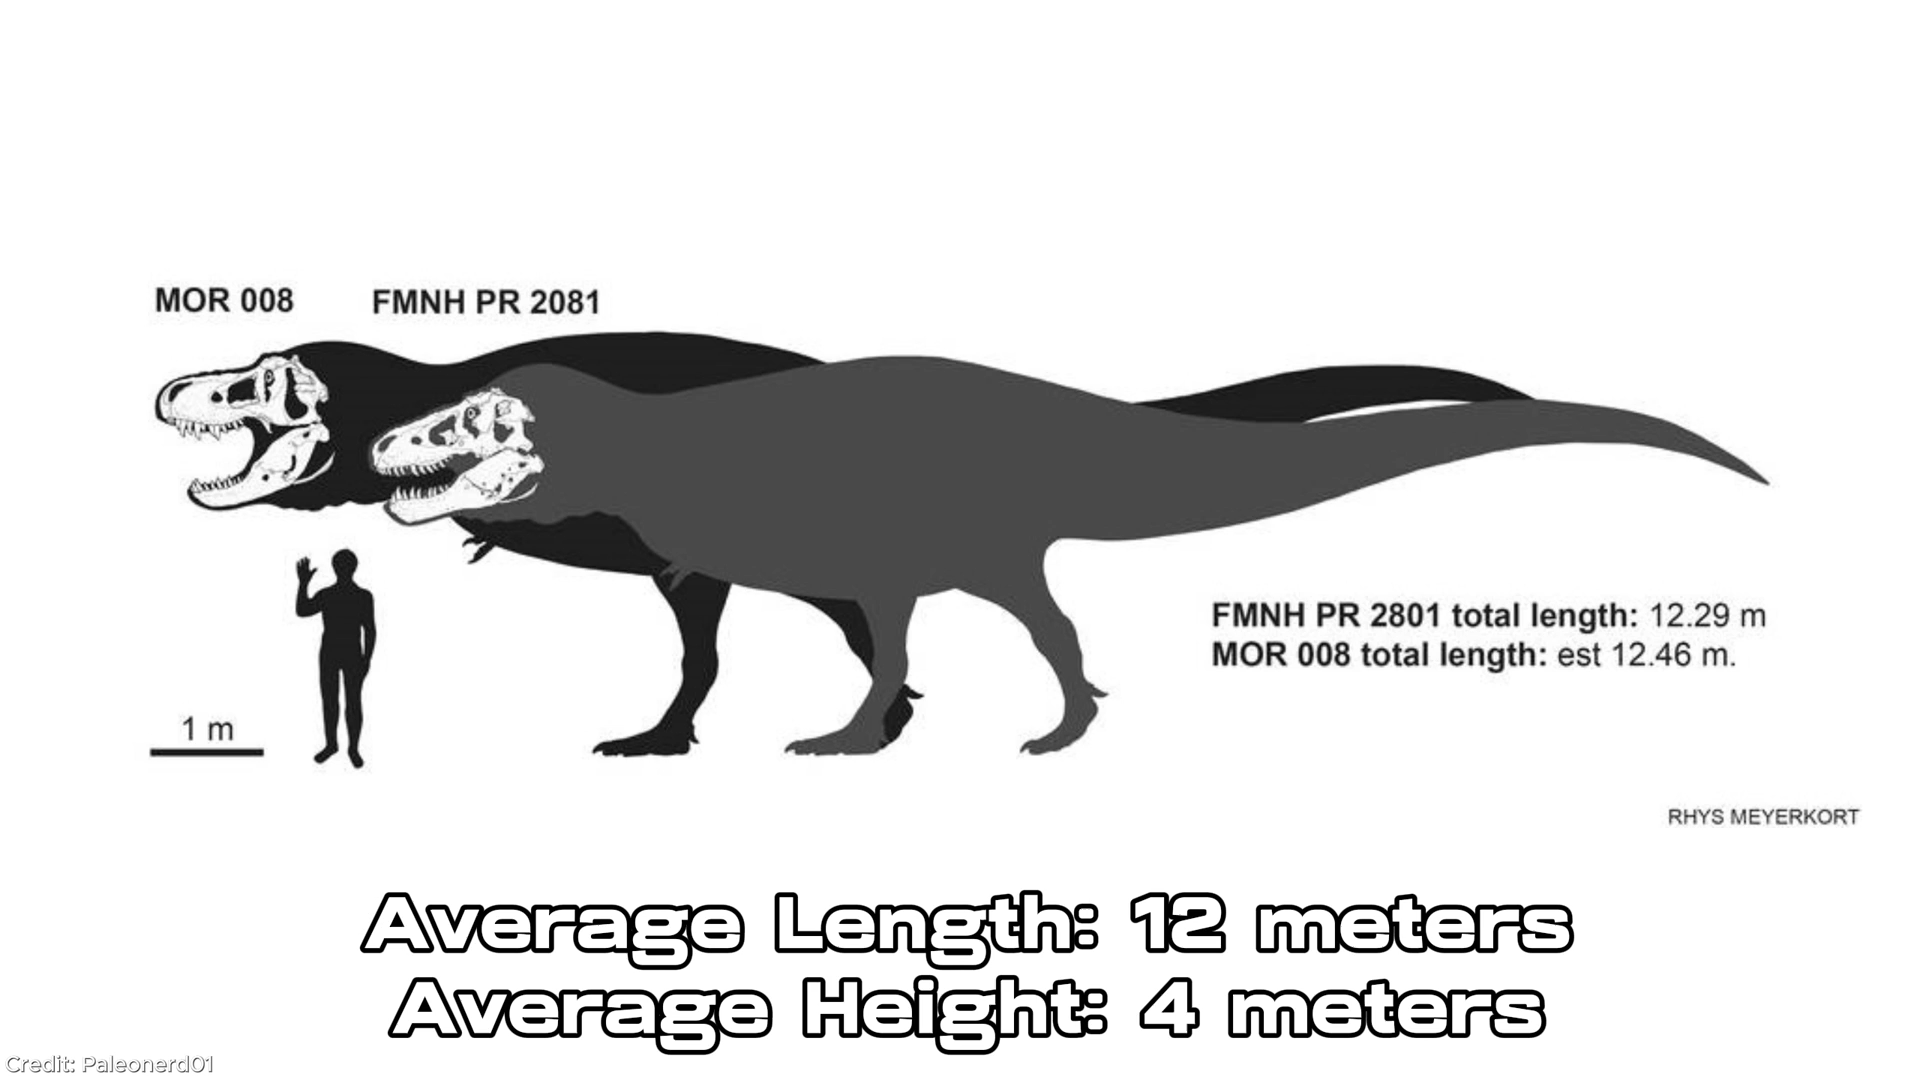 MOR 008
FMNH PR 2081
FMNH PR 2801 total length: 12.29 m
MOR 008 total length: est 12.46 m.
1 m
RHYS MEYERKORT
Average Length: 12 meters
Average Height: 4 meters
Credit: Paleonerd01